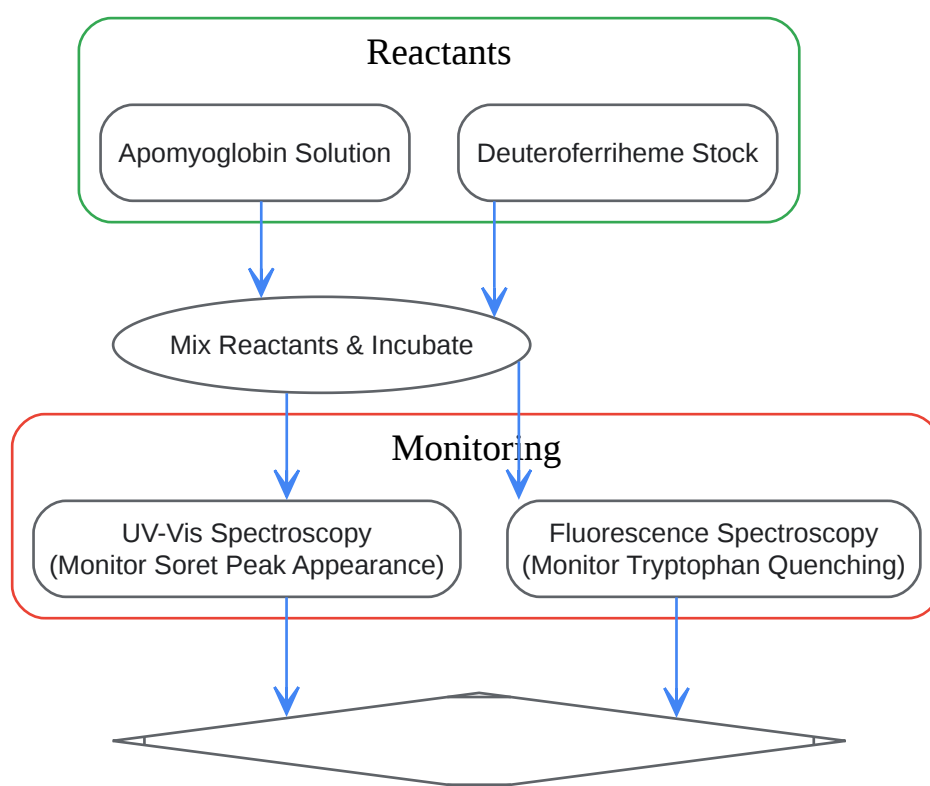 Reactants
Apomyoglobin Solution
Deuteroferriheme Stock
Mix Reactants & Incubate
Monitoring
UV-Vis Spectroscopy
(Monitor Soret Peak Appearance)
Fluorescence Spectroscopy
(Monitor Tryptophan Quenching)